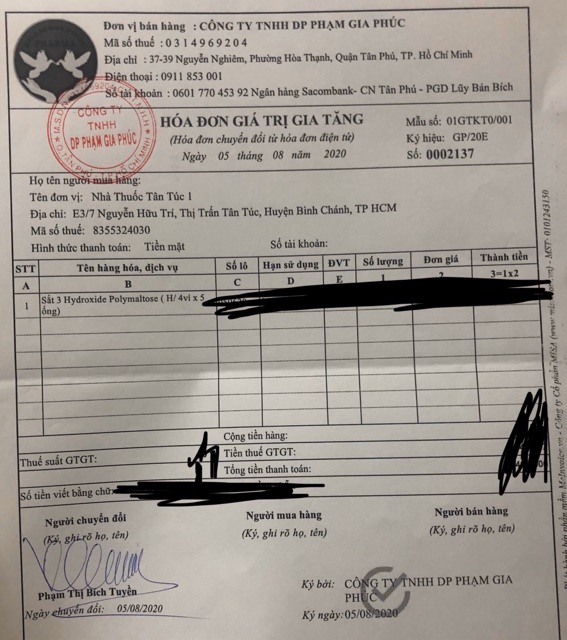 PHARMA
Đơn vị bán hàng : CÔNG TY TNHH DP PHẠM GIA PHÚC
Mã số thuế : 0314969204
Địa chỉ : 37-39 Nguyễn Nghiêm, Phường Hòa Thạnh, Quận Tân Phú, TP. Hồ Chí Minh
Điện thoại : 0911 853 001
Số tài khoản : 0601 770 453 92 Ngân hàng Sacombank- CN Tân Phú - PGD Lũy Bán Bích
CÔNG TY
TNHH
DP PHẠM GIA PHÚC
HÓA ĐƠN GIÁ TRỊ GIA TĂNG
(Hóa đơn chuyển đổi từ hóa đơn điện tử)
Ngày 05 tháng 08 năm 2020
Mẫu số: 01GTKT0/001
Ký hiệu: GP/20E
Số: 0002137
Họ tên người mua hàng:
Tên đơn vị: Nhà Thuốc Tân Túc 1
Địa chỉ: E3/7 Nguyễn Hữu Trí, Thị Trấn Tân Túc, Huyện Bình Chánh, TP HCM
Mã số thuế: 8355324030
Hình thức thanh toán: Tiền mặt Số tài khoản:
STT Tên hàng hóa, dịch vụ Số lô Hạn sử dụng ĐVT Số lượng Đơn giá Thành tiền
A B C D E 1 2 3=1x2
1 Sắt 3 Hydroxide Polymaltose ( H/ 4vỉ x 5
ống)
Cộng tiền hàng:
Thuế suất GTGT: Tiền thuế GTGT:
Tổng tiền thanh toán:
Số tiền viết bằng chữ:
Người chuyển đổi Người mua hàng Người bán hàng
(Ký, ghi rõ họ, tên) (Ký, ghi rõ họ, tên) (Ký, ghi rõ họ, tên)
Phạm Thị Bích Tuyền
Ngày chuyển đổi: 05/08/2020
Ký bởi: CÔNG TY TNHH DP PHẠM GIA
PHÚC
Ký ngày:05/08/2020